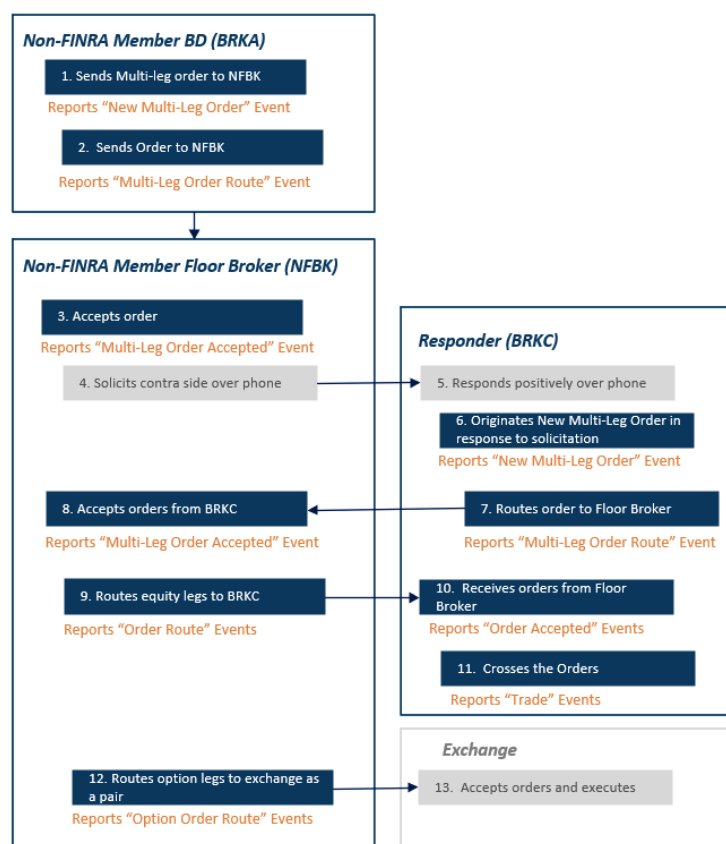 Non-FINRA Member BD (BRKA)
1. Sends Multi-leg order to NFBK
Reports “New Multi-Leg Order” Event
2. Sends Order to NFBK
Reports “Multi-Leg Order Route” Event
Non-FINRA Member Floor Broker (NFBK)
3. Accepts order
Reports “Multi-Leg Order Accepted” Event
Responder (BRKC)
4. Solicits contra side over phone
5. Responds positively over phone
6. Originates New Multi-Leg Order in
response to solicitation
Reports “New Multi-Leg Order” Event
8. Accepts orders from BRKC
7. Routes order to Floor Broker
Reports “Multi-Leg Order Accepted” Event
Reports “Multi-Leg Order Route” Event
9. Routes equity legs to BRKC
10. Receives orders from Floor
Broker
Reports “Order Route” Events
Reports “Order Accepted” Events
11. Crosses the Orders
Reports “Trade” Events
Exchange
12. Routes option legs to exchange as
a pair
13. Accepts orders and executes
Reports “Option Order Route” Events